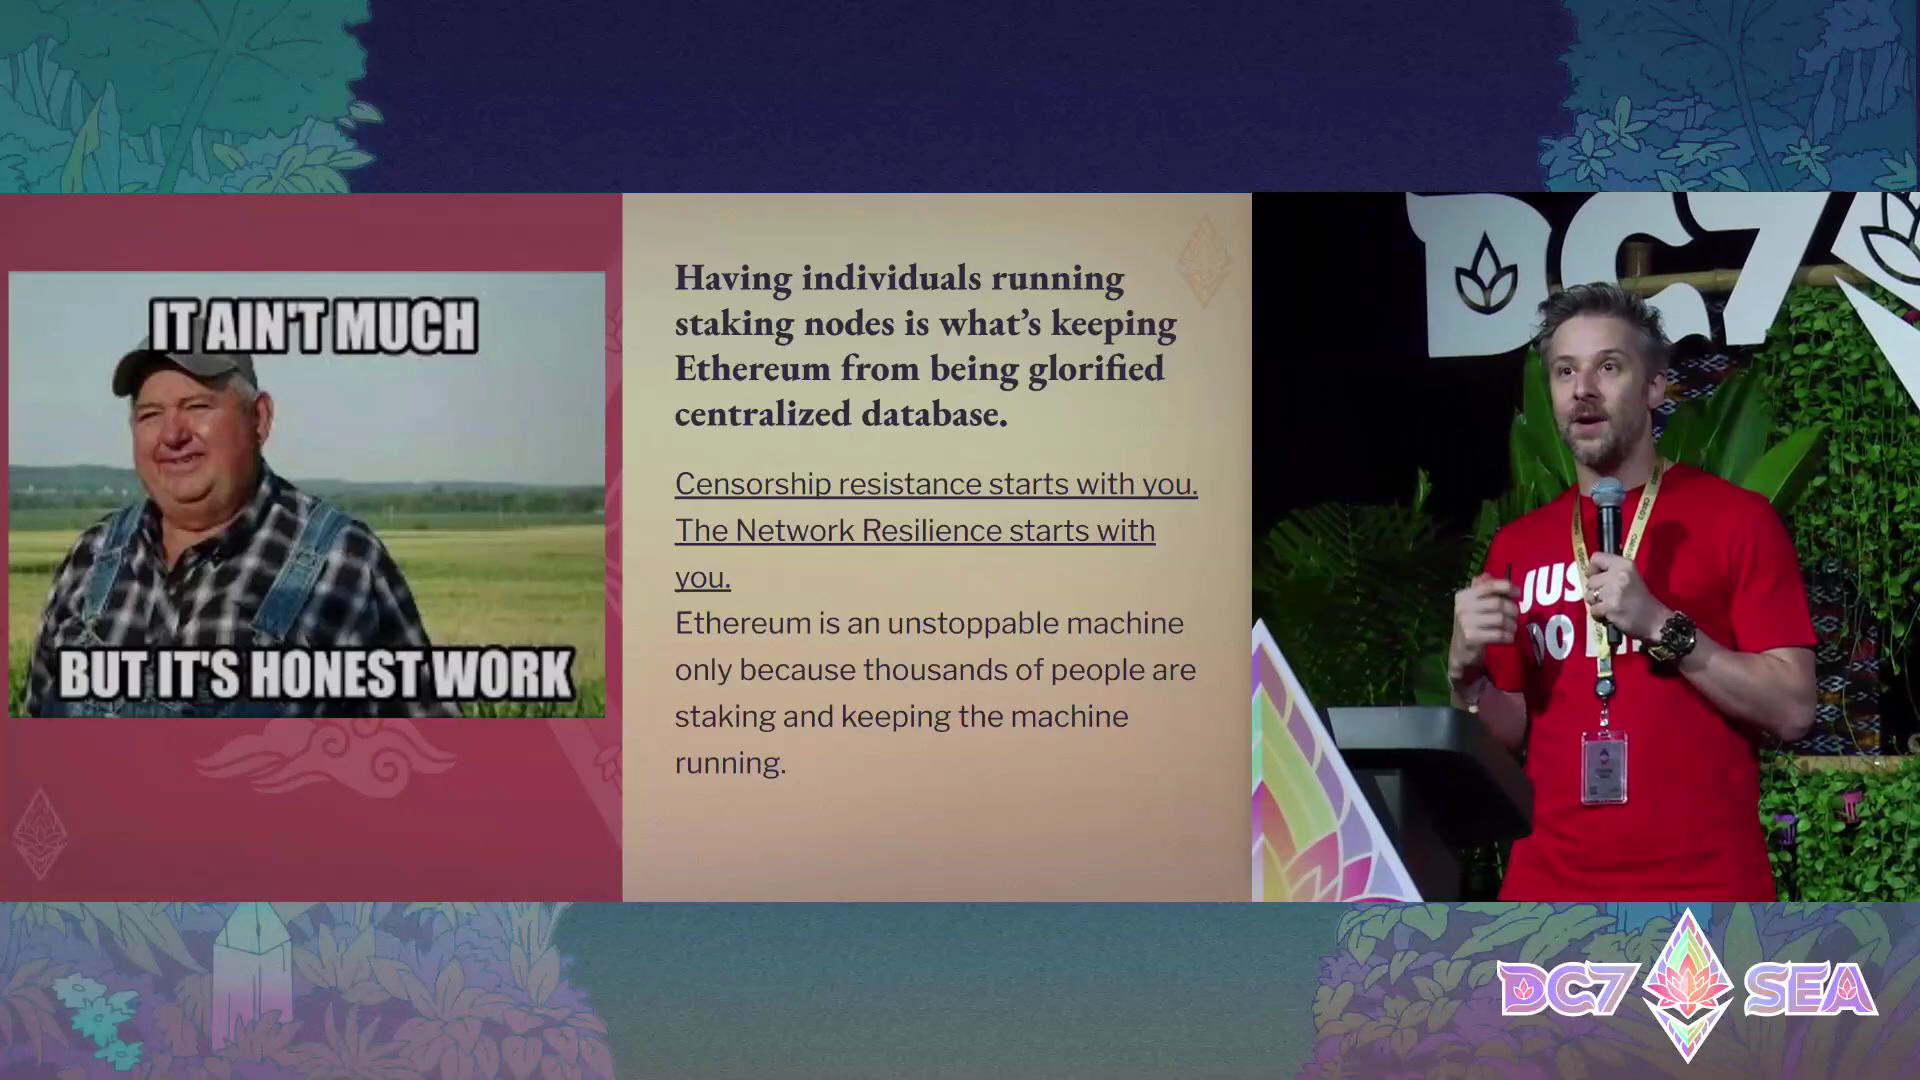 IT AIN'T MUCH
BUT IT'S HONEST WORK
Having individuals running
staking nodes is what’s keeping
Ethereum from being glorified
centralized database.
Censorship resistance starts with you.
The Network Resilience starts with
you.
Ethereum is an unstoppable machine
only because thousands of people are
staking and keeping the machine
running.
DC7
JUS
DO
DC7 SEA